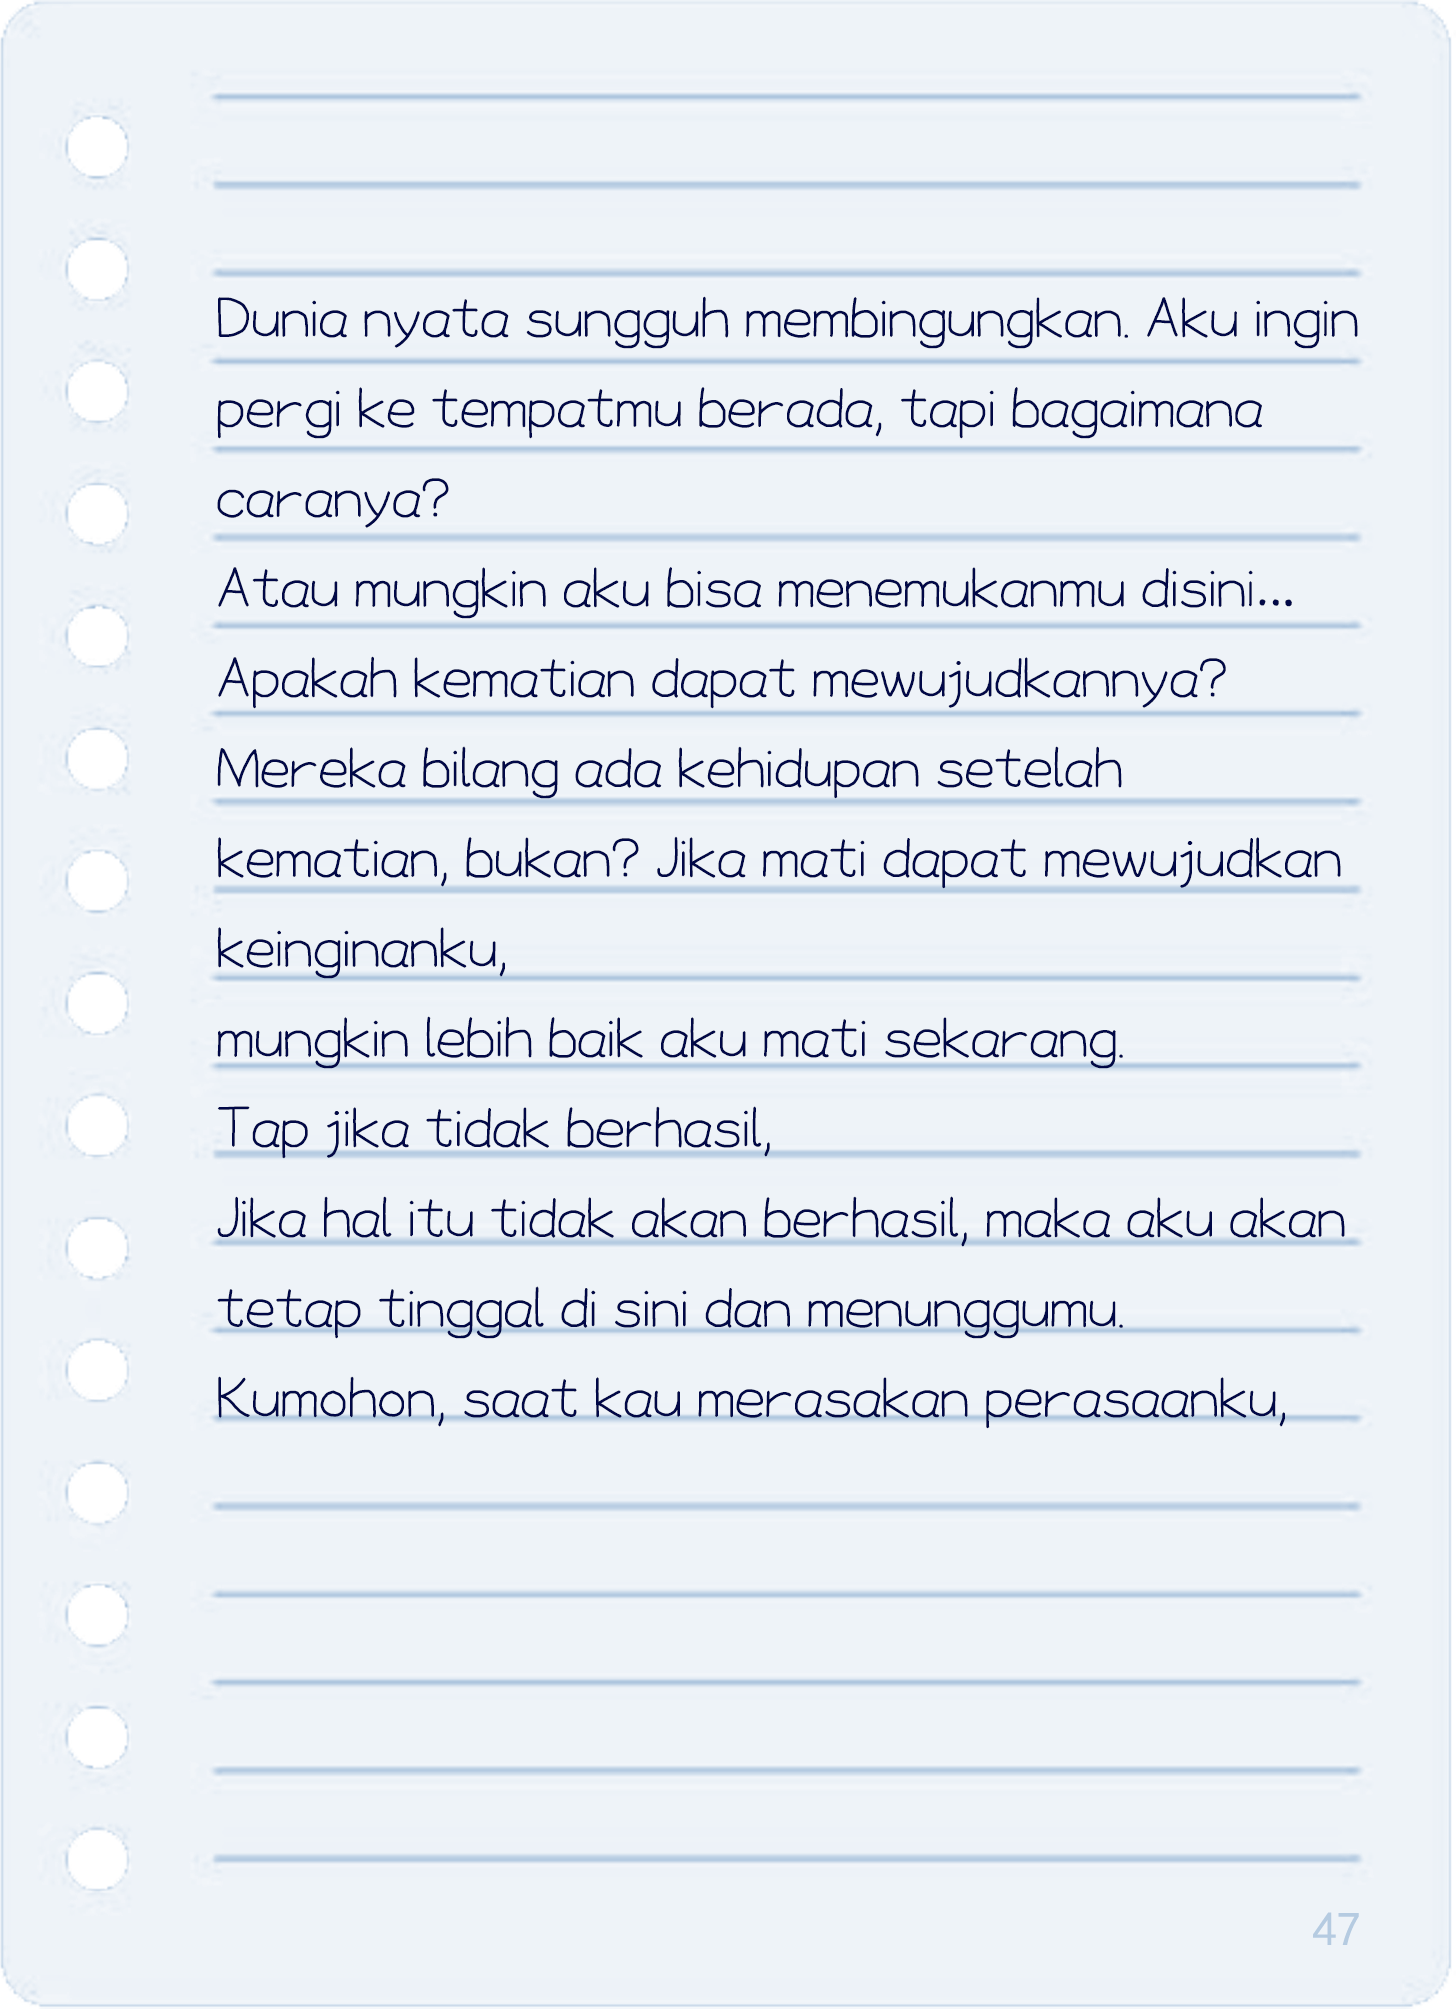 Dunia nyata sungguh membingungkan. Aku ingin
pergi ke tempatmu berada, tapi bagaimana
caranya?
Atau mungkin aku bisa menemukanmu disini...
Apakah kematian dapat mewujudkannya?
Mereka bilang ada kehidupan setelah
kematian, bukan? Jika mati dapat mewujudkan
keinginanku,
mungkin lebih baik aku mati sekarang.
Tap jika tidak berhasil,
Jika hal itu tidak akan berhasil, maka aku akan
tetap tinggal di sini dan menunggumu.
Kumohon, saat kau merasakan perasaanku,
47